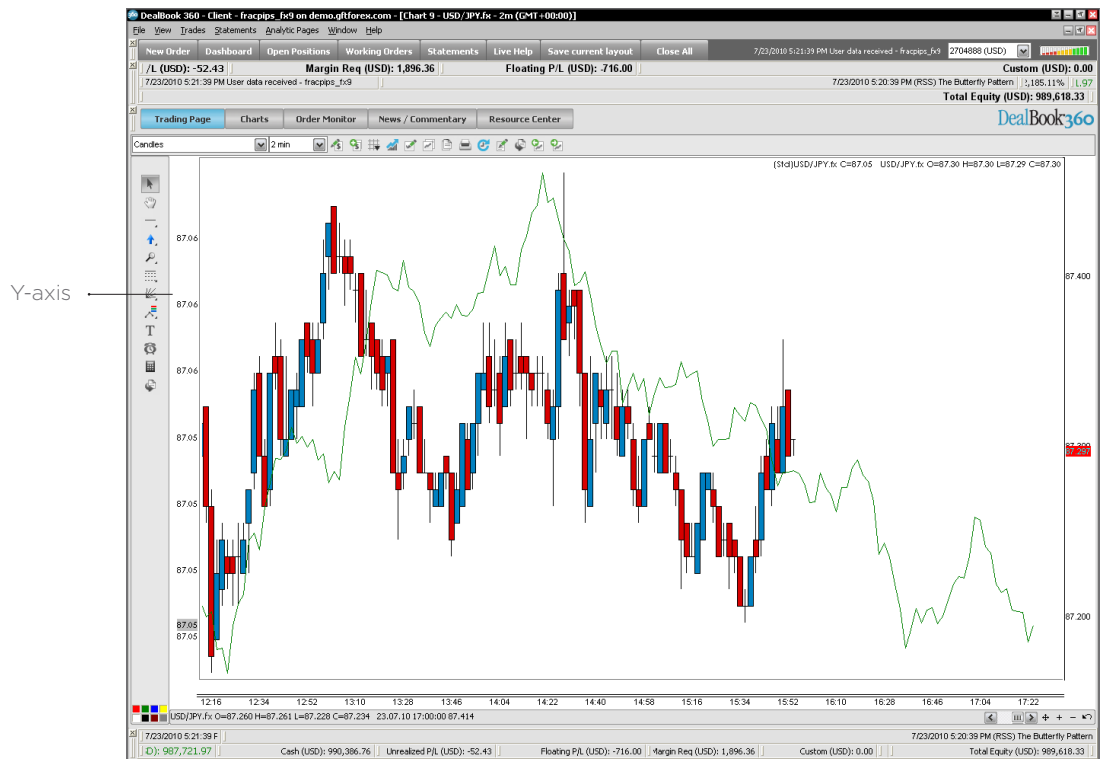 DealBook 360 - Client - fracpips_fx9 on demo.gftforex.com - [Chart 9 - USD/JPY.fx - 2m (GMT+00:00)]
File View Trades Statements Analytic Pages Window Help
New Order Dashboard Open Positions Working Orders Statements Live Help Save current layout Close All 7/23/2010 5:21:39 PM User data received - fracpips_fx9 2704888 (USD)
/L (USD): -52.43 Margin Req (USD): 1,896.36 Floating P/L (USD): -716.00 Custom (USD): 0.00
7/23/2010 5:21:39 PM User data received - fracpips_fx9 7/23/2010 5:20:39 PM (RSS) The Butterfly Pattern ,185.11% 1.97
Total Equity (USD): 989,618.33
Trading Page Charts Order Monitor News / Commentary Resource Center DealBook 360
Candles 2 min
(Std)USD/JPY.fx C=87.05 USD/JPY.fx O=87.30 H=87.30 L=87.29 C=87.30
87.06
87.400
Y-axis
87.06
T
87.06
87.05
87.300
87.297
87.05
87.05
87.05
87.200
87.05
12:16 12:34 12:52 13:10 13:28 13:46 14:04 14:22 14:40 14:58 15:16 15:34 15:52 16:10 16:28 16:46 17:04 17:22
USD/JPY.fx O=87.260 H=87.261 L=87.228 C=87.234 23.07.10 17:00:00 87.414
7/23/2010 5:21:39 P 7/23/2010 5:20:39 PM (RSS) The Butterfly Pattern
D): 987,721.97 Cash (USD): 990,386.76 Unrealized P/L (USD): -52.43 Floating P/L (USD): -716.00 Margin Req (USD): 1,896.36 Custom (USD): 0.00 Total Equity (USD): 989,618.33